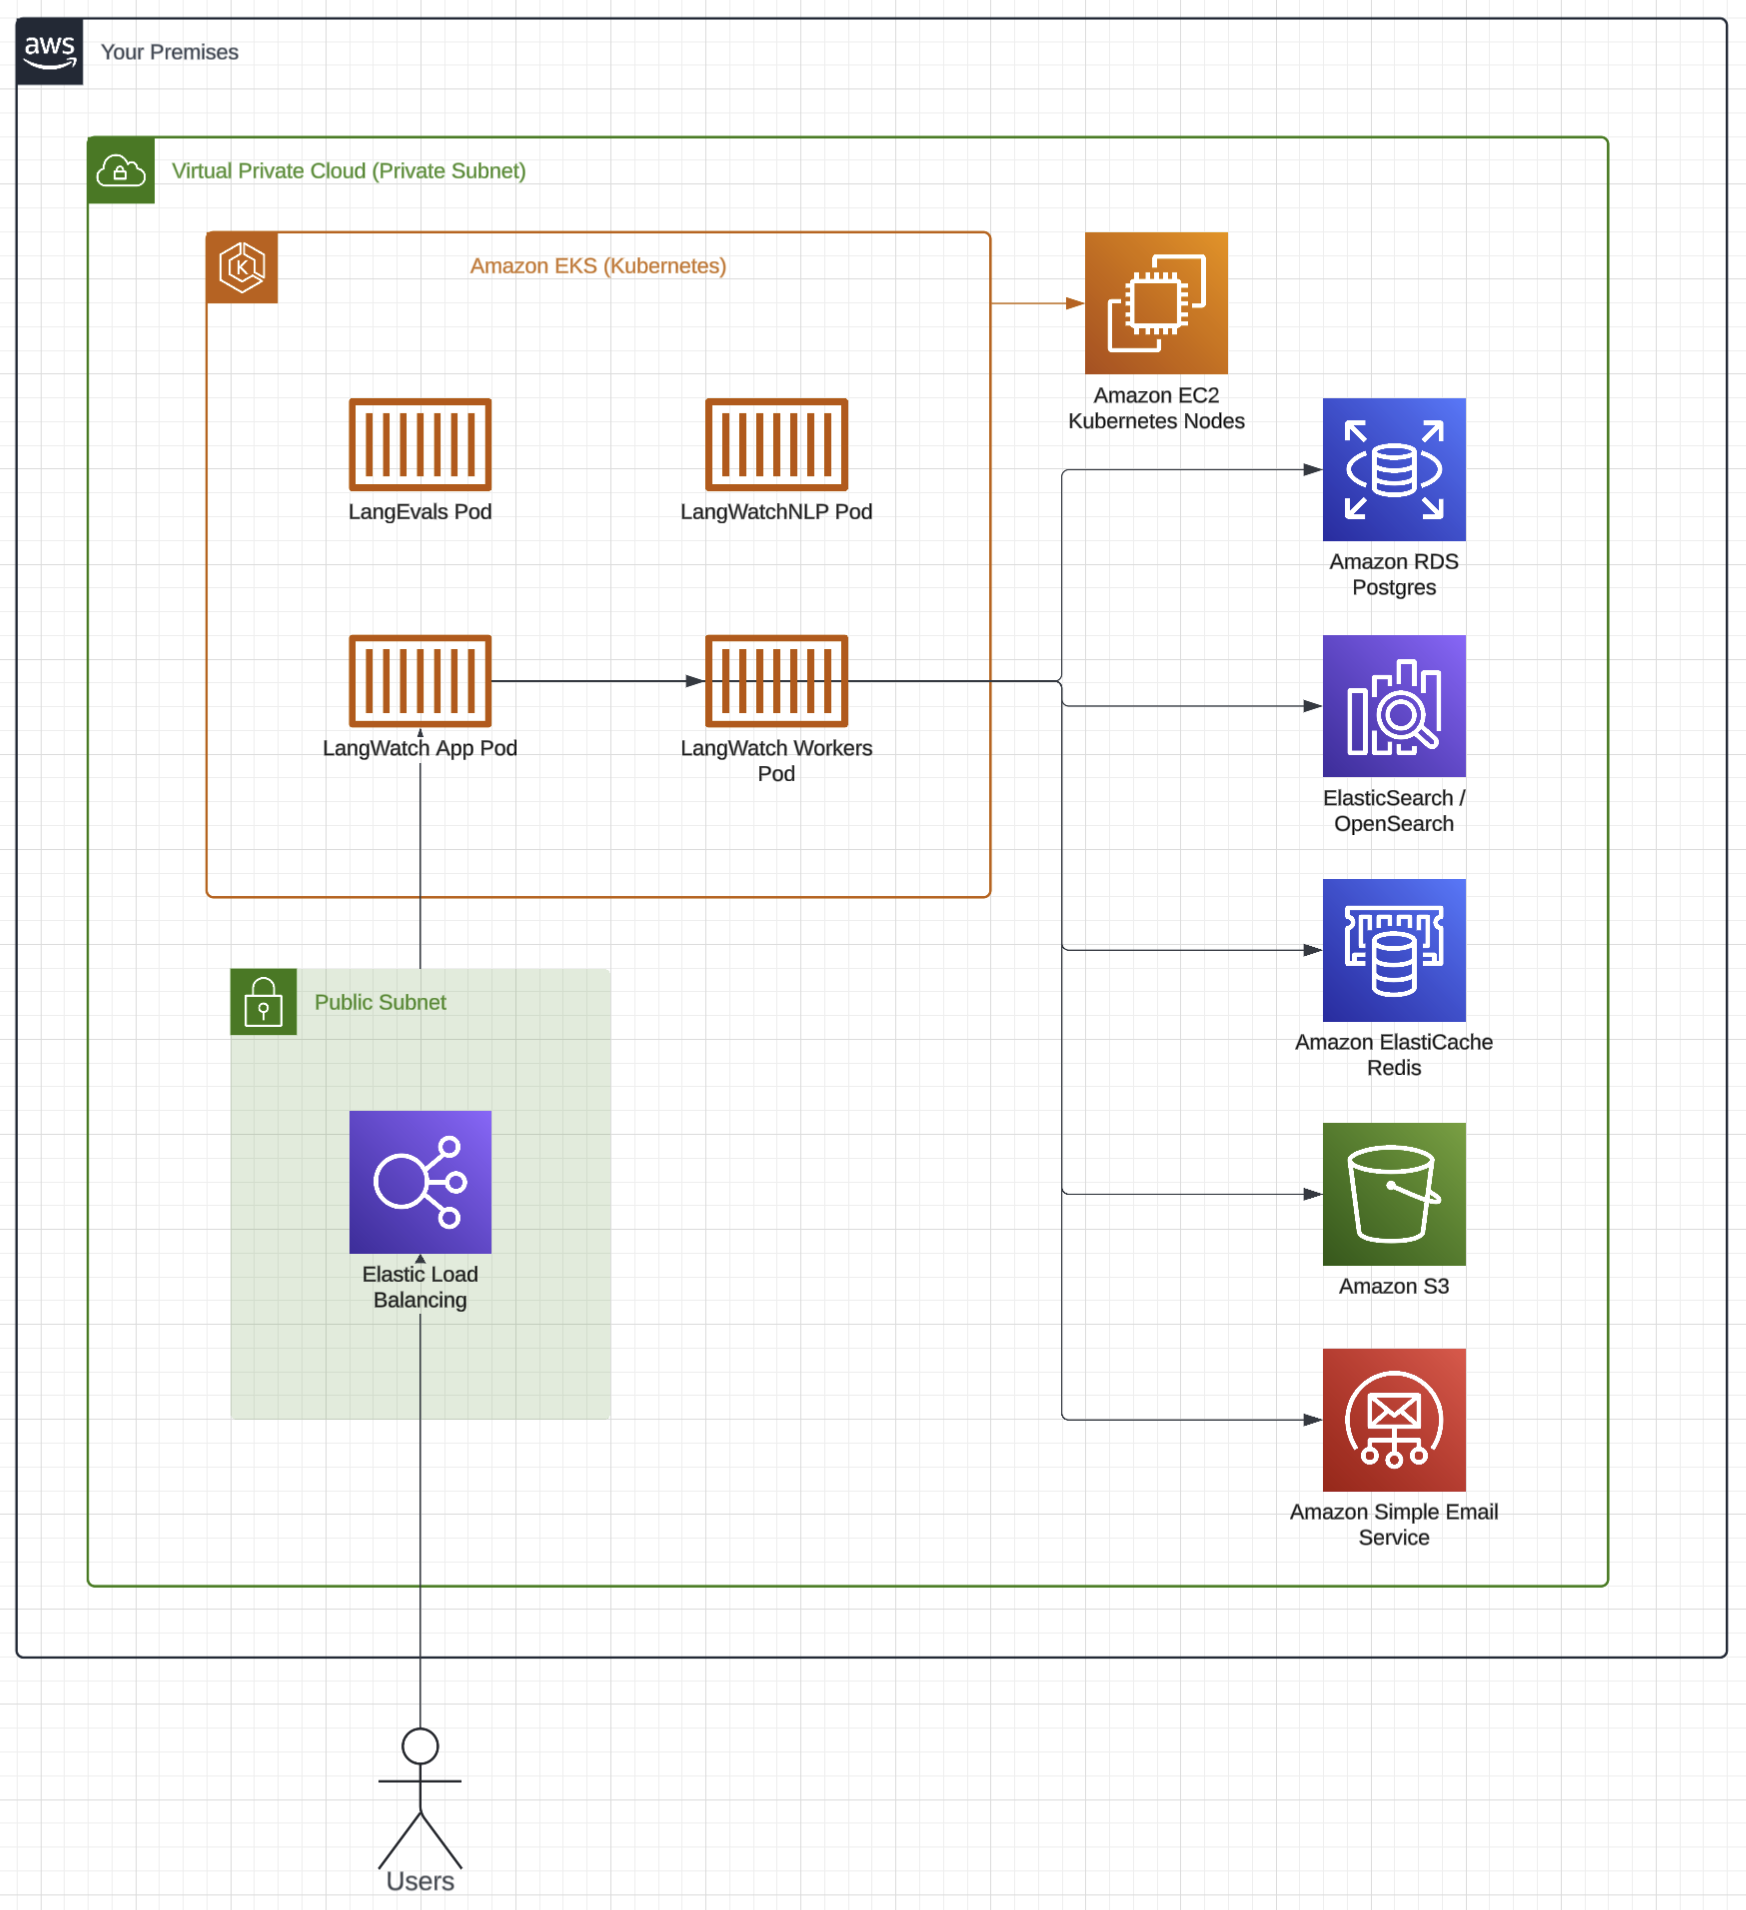 aws
Your Premises
Virtual Private Cloud (Private Subnet)
Amazon EKS (Kubernetes)
K
Amazon EC2
Kubernetes Nodes
LangEvals Pod
LangWatchNLP Pod
Amazon RDS
Postgres
LangWatch App Pod
LangWatch Workers
Pod
ElasticSearch /
OpenSearch
Public Subnet
Amazon ElastiCache
Redis
Elastic Load
Balancing
Amazon S3
Amazon Simple Email
Service
Users